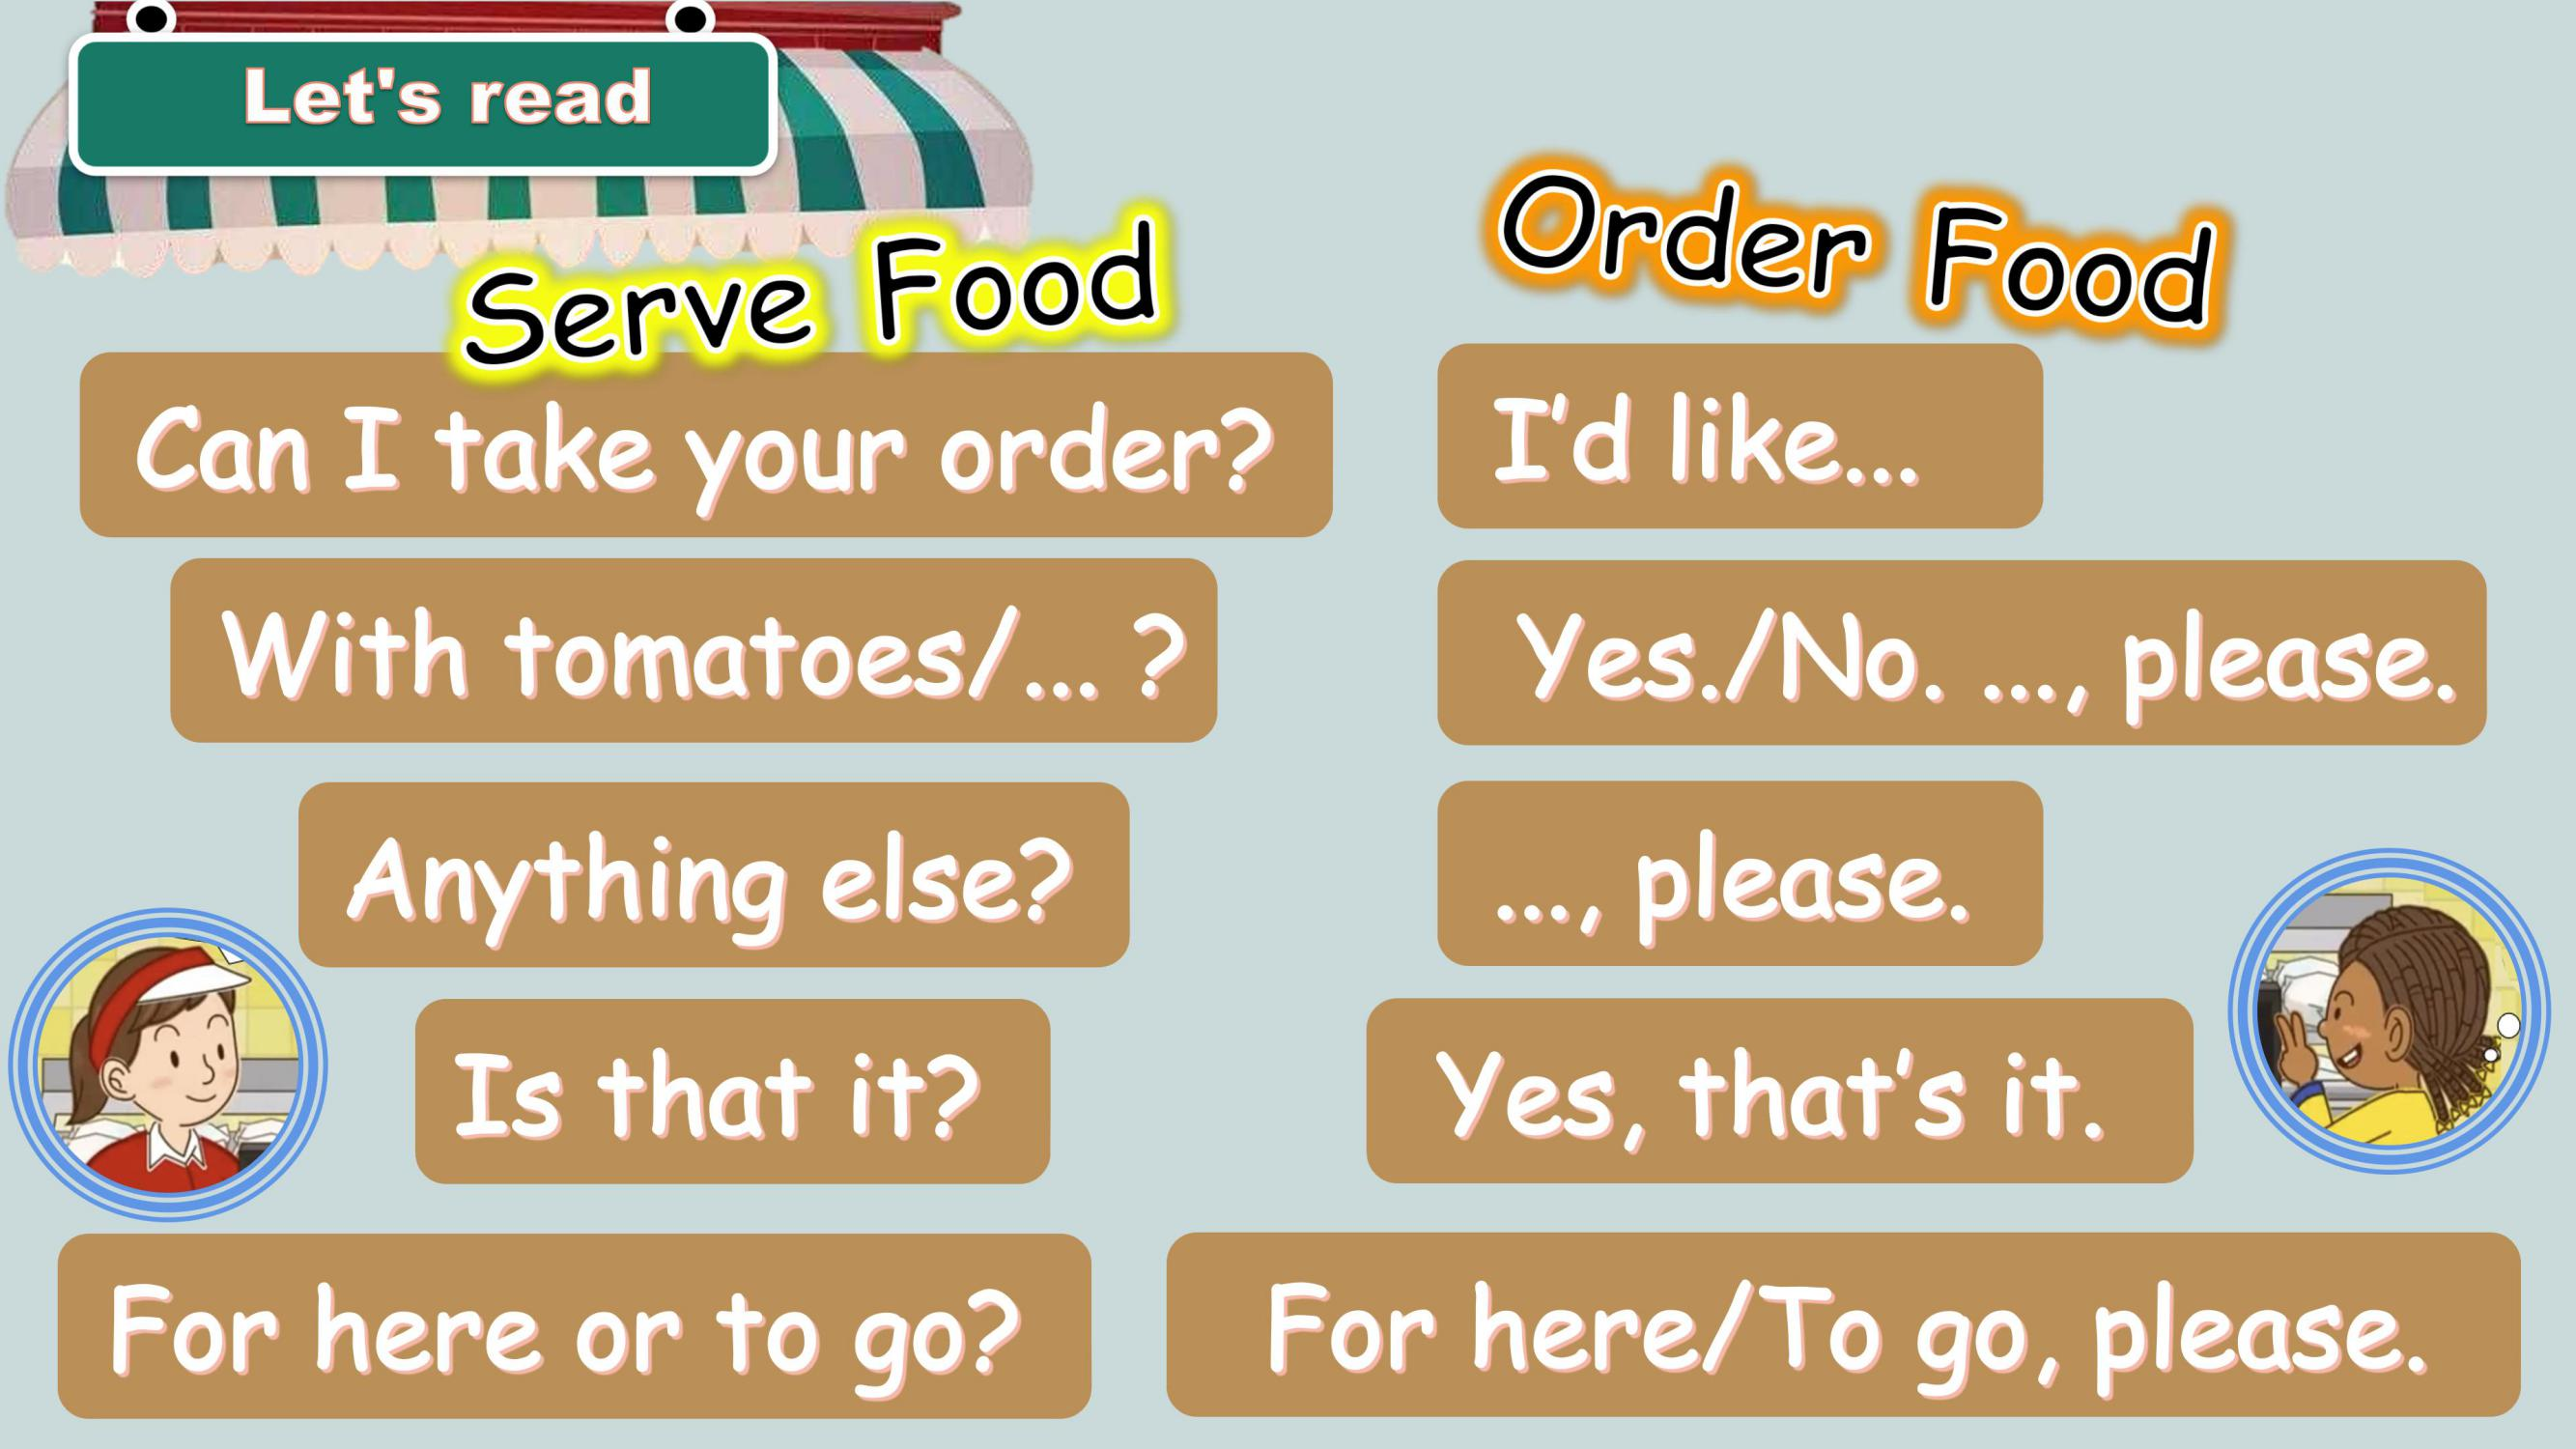 Let's read
Serve Food
Order Food
Can I take your order?
I'd like...
With tomatoes/... ?
Yes./No. ..., please.
Anything else?
..., please.
Is that it?
Yes, that's it.
For here or to go?
For here/To go, please.